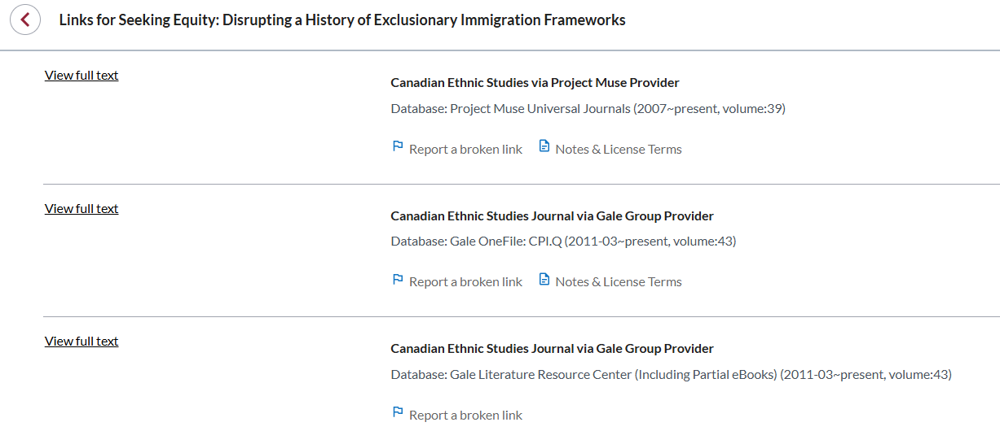 Links for Seeking Equity: Disrupting a History of Exclusionary Immigration Frameworks
View full text
Canadian Ethnic Studies via Project Muse Provider
Database: Project Muse Universal Journals (2007~present, volume:39)
Report a broken link Notes & License Terms
View full text
Canadian Ethnic Studies Journal via Gale Group Provider
Database: Gale OneFile: CPI.Q (2011-03~present, volume:43)
Report a broken link Notes & License Terms
View full text
Canadian Ethnic Studies Journal via Gale Group Provider
Database: Gale Literature Resource Center (Including Partial eBooks) (2011-03~present, volume:43)
Report a broken link